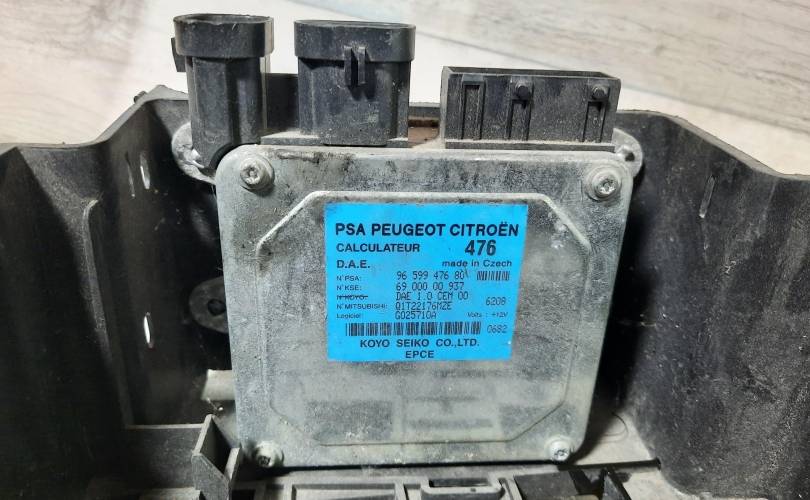 PSA PEUGEOT CITROËN
CALCULATEUR 476
D.A.E. made in Czech
N°PSA: 96 599 476 80
N°KSE: 69 000 00 937
N°KOYO: DAE 1.0 CEM 00
N°MITSUBISHI: Q1T22176MZE 6208
Logiciel: G025710A Volts : +12V
0682
KOYO SEIKO CO.,LTD.
EPCE